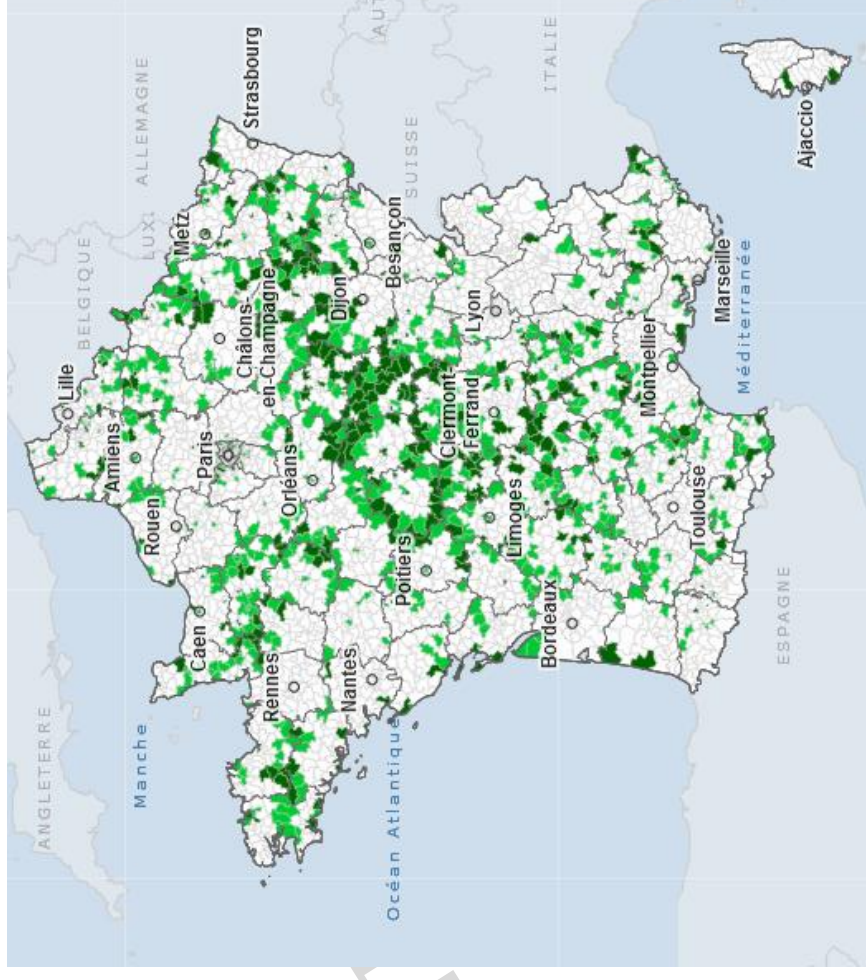 ANGLETERRE
Manche
BELGIQUE
LUX.
ALLEMAGNE
AUT
Lille
Amiens
Rouen
Caen
Paris
Metz
Strasbourg
Châlons-
en-Champagne
Rennes
Orléans
Nantes
Dijon
Besançon
SUISSE
Océan Atlantique
Poitiers
Limoges
Clermont-
Ferrand
Lyon
ITALIE
Bordeaux
Toulouse
Montpellier
Marseille
Méditerranée
Ajaccio
ESPAGNE